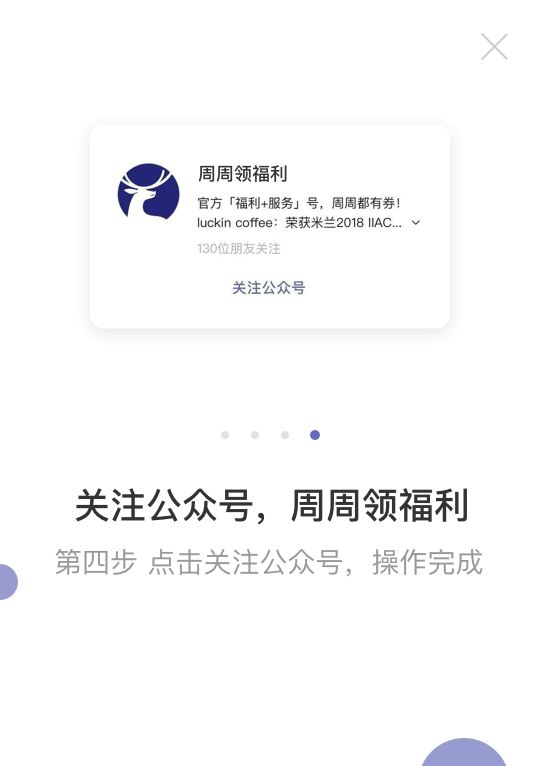 周周领福利
官方「福利+服务」号，周周都有券！
luckin coffee：荣获米兰2018 IIAC...
130位朋友关注
关注公众号
关注公众号，周周领福利
第四步 点击关注公众号，操作完成